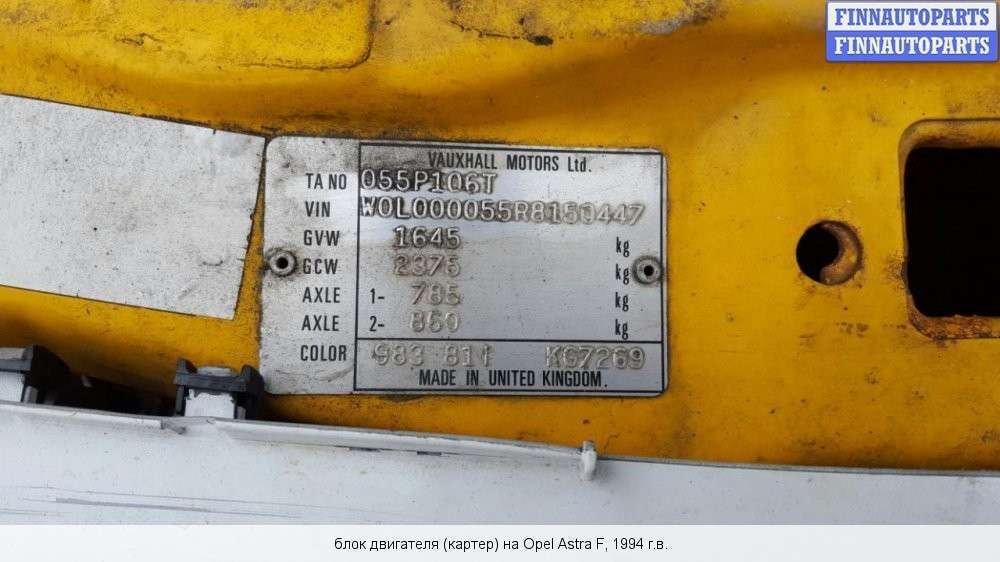 FINNAUTOPARTS
FINNAUTOPARTS
VAUXHALL MOTORS Ltd.
TA NO 055P106T
VIN W0L000055R8150447
GVW 1645 kg
GCW 2375 kg
AXLE 1- 785 kg
AXLE 2- 860 kg
COLOR 983 811 KG7269
MADE IN UNITED KINGDOM.
блок двигателя (картер) на Opel Astra F, 1994 г.в.